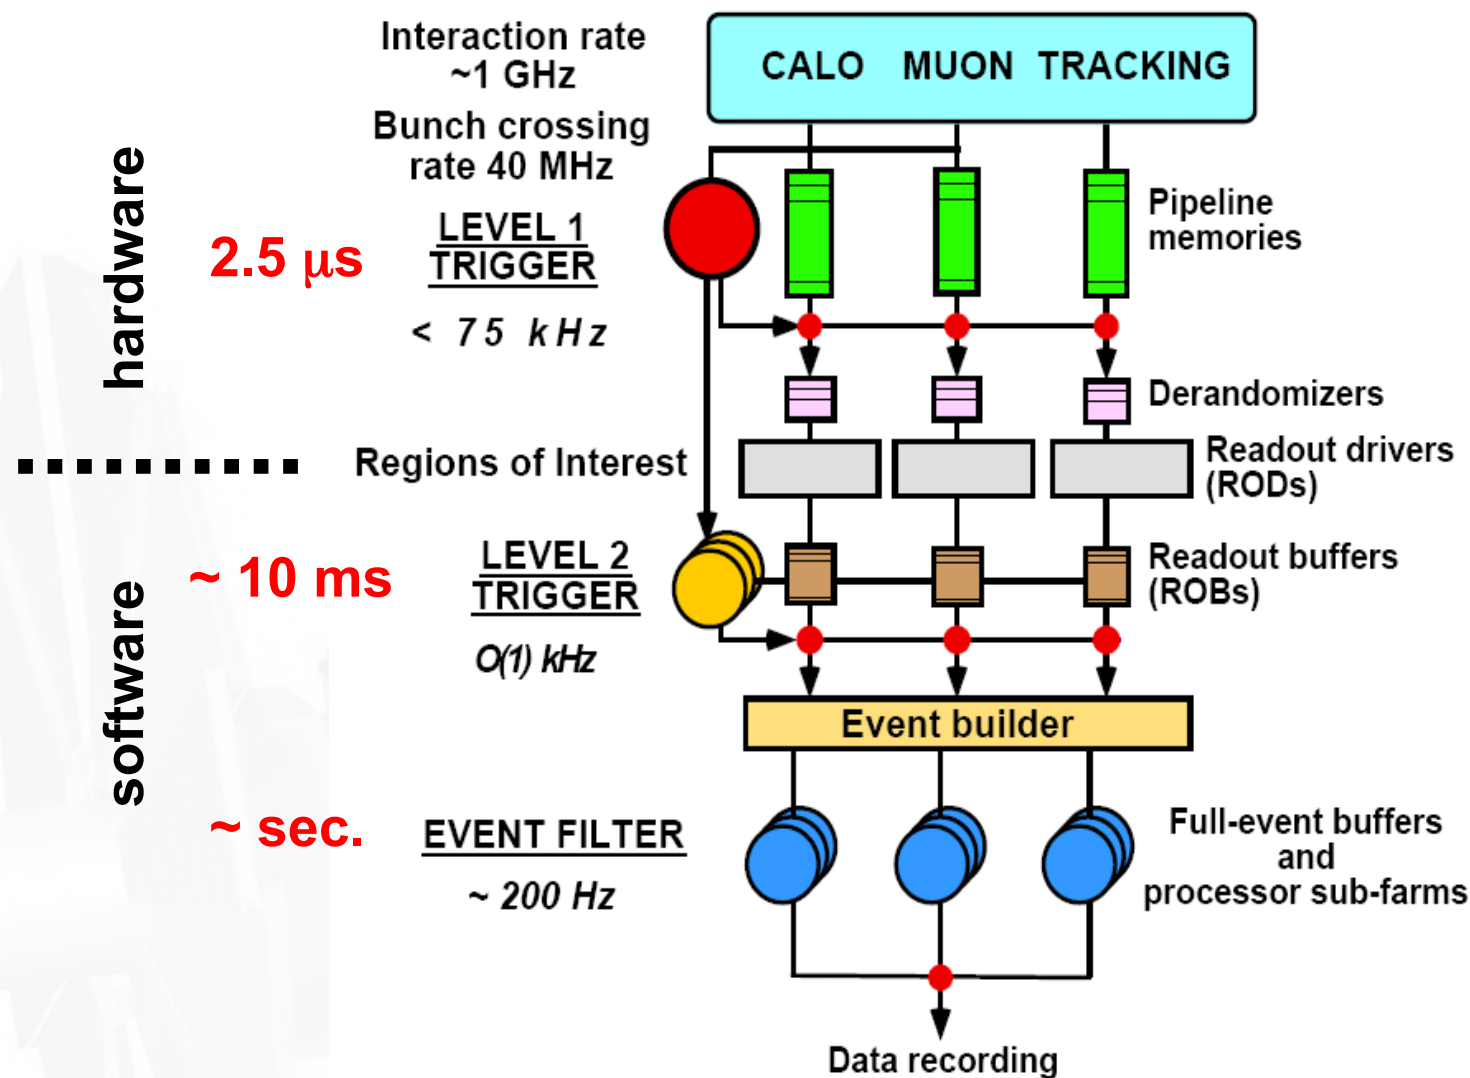 Interaction rate
~1 GHz
CALO MUON TRACKING
Bunch crossing
rate 40 MHz
hardware
2.5 μs
LEVEL 1
TRIGGER
< 75 kHz
Pipeline
memories
Derandomizers
Regions of Interest
Readout drivers
(RODs)
software
~ 10 ms
LEVEL 2
TRIGGER
O(1) kHz
Readout buffers
(ROBs)
Event builder
~ sec.
EVENT FILTER
~ 200 Hz
Full-event buffers
and
processor sub-farms
Data recording